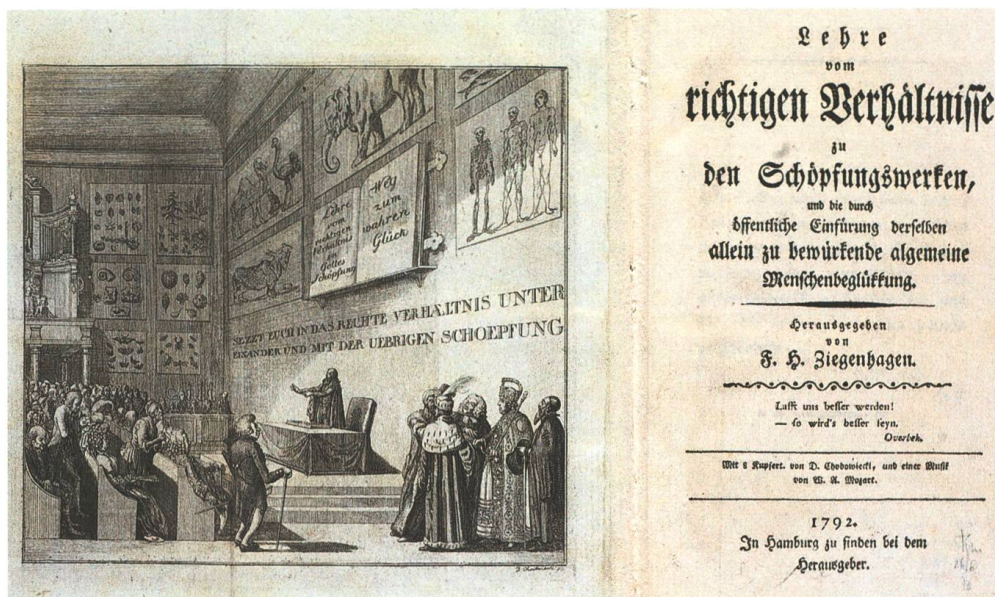 Lehre
vom
richtigen
Verhältniss
zu
Gottes
Schöpfung
Weg
zum
wahren
Glück
SEZZT EUCH IN DAS RECHTE VERHÄLTNIS UNTER
EINANDER UND MIT DER UEBRIGEN SCHOEPFUNG
Lehre
vom
richtigen Verhältnisse
zu
den Schöpfungswerken,
und die durch
öffentliche Einfürung derselben
allein zu bewürkende algemeine
Menschenbeglükkung.
Herausgegeben
von
F. H. Ziegenhagen.
Lasst uns besser werden!
— so wird's besser seyn.
Overbek.
Mit 8 Kupfert. von D. Chodowiecki, und einer Musik
von W. A. Mozart.
1792.
In Hamburg zu finden bei dem
Herausgeber.